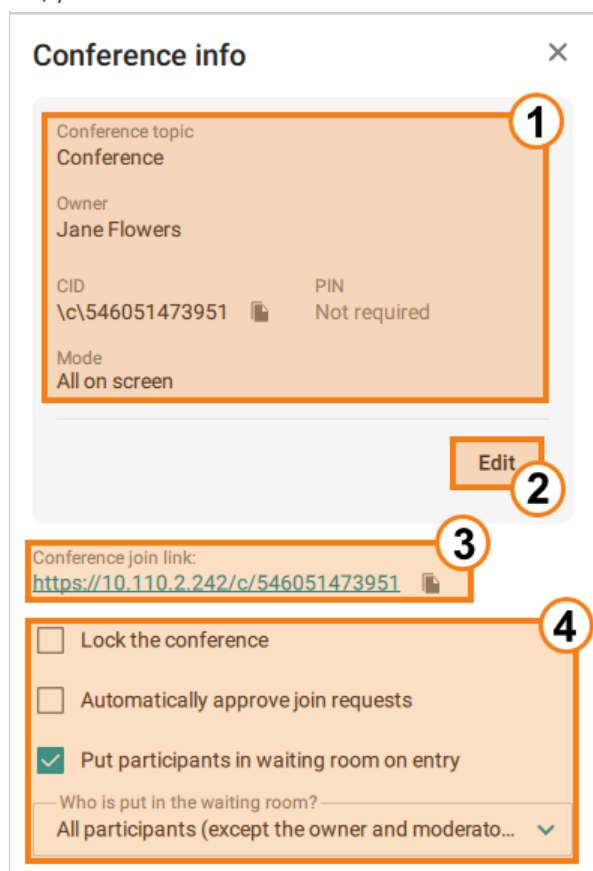 Conference info
1
Conference topic
Conference
Owner
Jane Flowers
CID PIN
\c\546051473951 Not required
Mode
All on screen
Edit
2
3
Conference join link:
https://10.110.2.242/c/546051473951
4
Lock the conference
Automatically approve join requests
Put participants in waiting room on entry
Who is put in the waiting room?
All participants (except the owner and moderato...